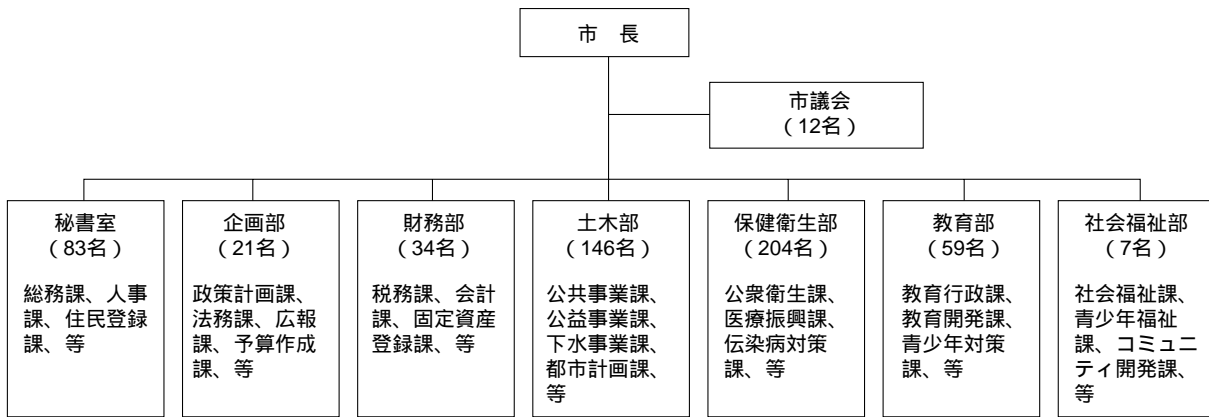 市　長
市議会
（12名）
秘書室
（83名）
総務課、人事
課、住民登録
課、等
企画部
（21名）
政策計画課、
法務課、広報
課、予算作成
課、等
財務部
（34名）
税務課、会計
課、固定資産
登録課、等
土木部
（146名）
公共事業課、
公益事業課、
下水事業課、
都市計画課、
等
保健衛生部
（204名）
公衆衛生課、
医療振興課、
伝染病対策
課、等
教育部
（59名）
教育行政課、
教育開発課、
青少年対策
課、等
社会福祉部
（7名）
社会福祉課、
青少年福祉
課、コミュニ
ティ開発課、
等